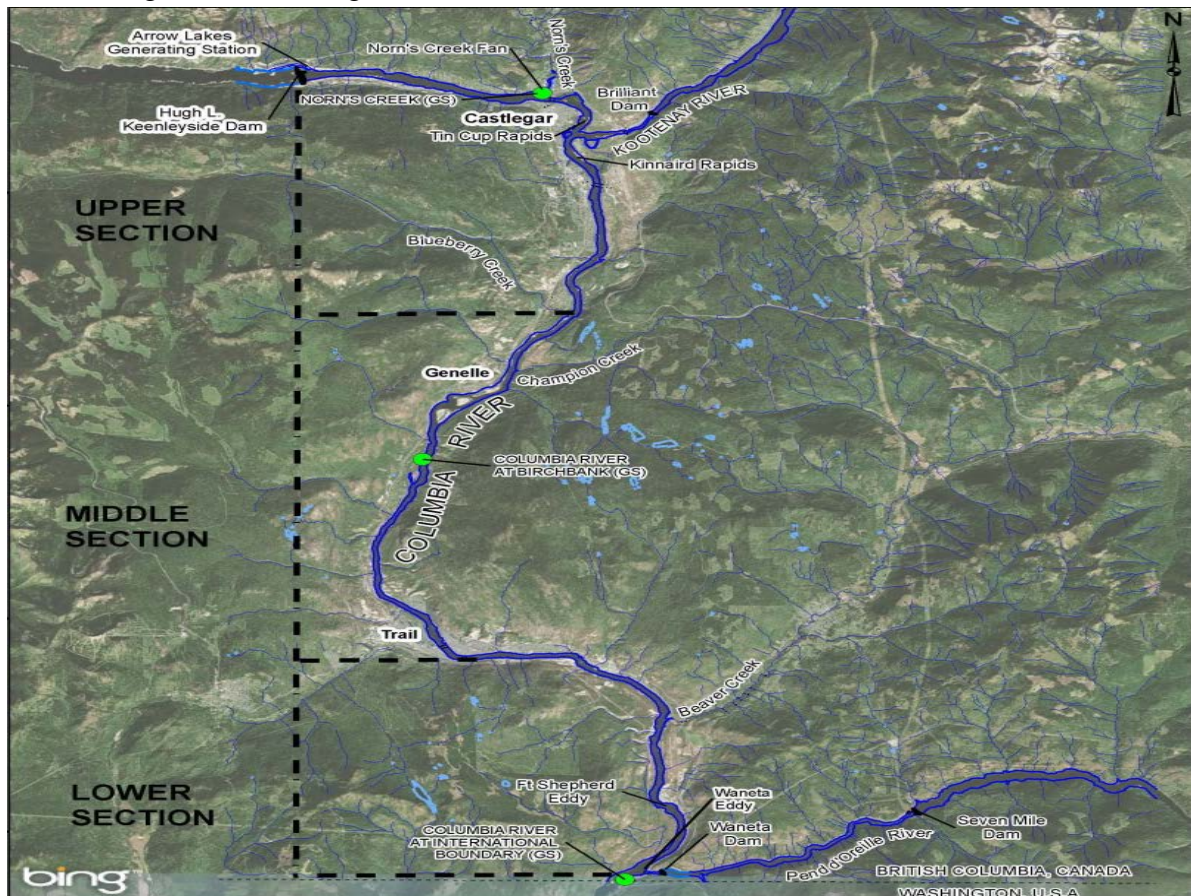 N
Arrow Lakes
Generating Station
Norn's Creek Fan
Norn's Creek
Hugh L.
Keenleyside Dam
NORN'S CREEK (GS)
Castlegar
Tin Cup Rapids
Brilliant
Dam
KOOTENAY RIVER
Kinnaird Rapids
UPPER
SECTION
Blueberry Creek
Genelle
Champion Creek
COLUMBIA RIVER
COLUMBIA RIVER
AT BIRCHBANK (GS)
MIDDLE
SECTION
Trail
Beaver Creek
LOWER
SECTION
Ft Shepherd
Eddy
Waneta
Eddy
COLUMBIA RIVER
AT INTERNATIONAL
BOUNDARY (GS)
Waneta
Dam
Seven Mile
Dam
Pend d'Oreille River
BRITISH COLUMBIA, CANADA
WASHINGTON, U.S.A.
bing